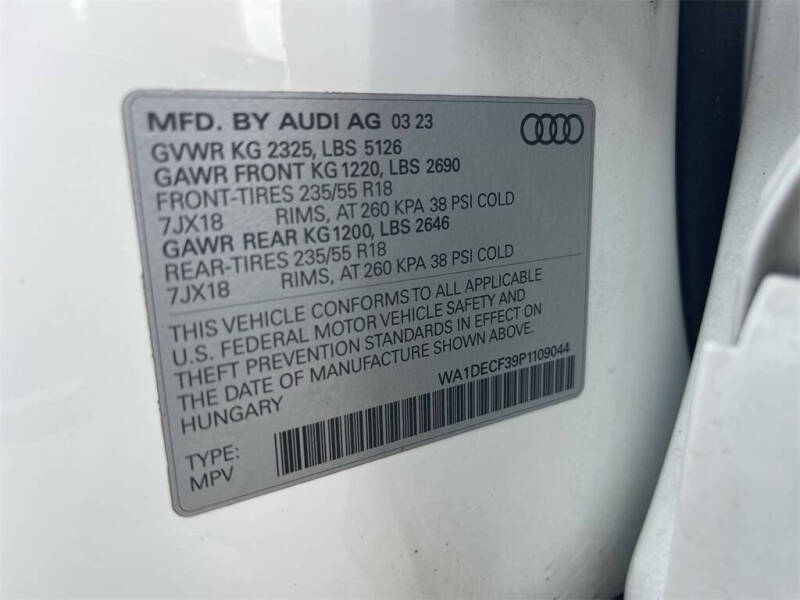 MFD. BY AUDI AG 03 23
GVWR KG 2325, LBS 5126
GAWR FRONT KG 1220, LBS 2690
FRONT-TIRES 235/55 R18
7JX18 RIMS, AT 260 KPA 38 PSI COLD
GAWR REAR KG 1200, LBS 2646
REAR-TIRES 235/55 R18
7JX18 RIMS, AT 260 KPA 38 PSI COLD
THIS VEHICLE CONFORMS TO ALL APPLICABLE
U.S. FEDERAL MOTOR VEHICLE SAFETY AND
THEFT PREVENTION STANDARDS IN EFFECT ON
THE DATE OF MANUFACTURE SHOWN ABOVE.
HUNGARY WA1DECF39P1109044
TYPE:
MPV